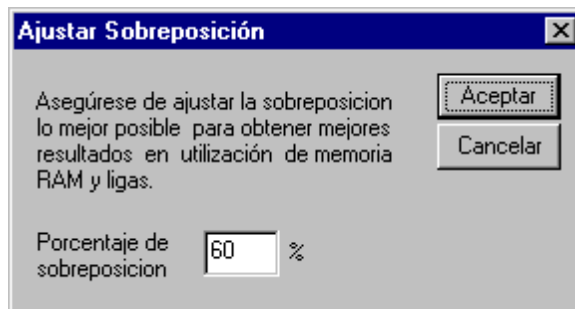 Ajustar Sobreposición
Asegúrese de ajustar la sobreposicion
lo mejor posible para obtener mejores
resultados en utilización de memoria
RAM y ligas.
Aceptar
Cancelar
Porcentaje de
sobreposicion
60 %